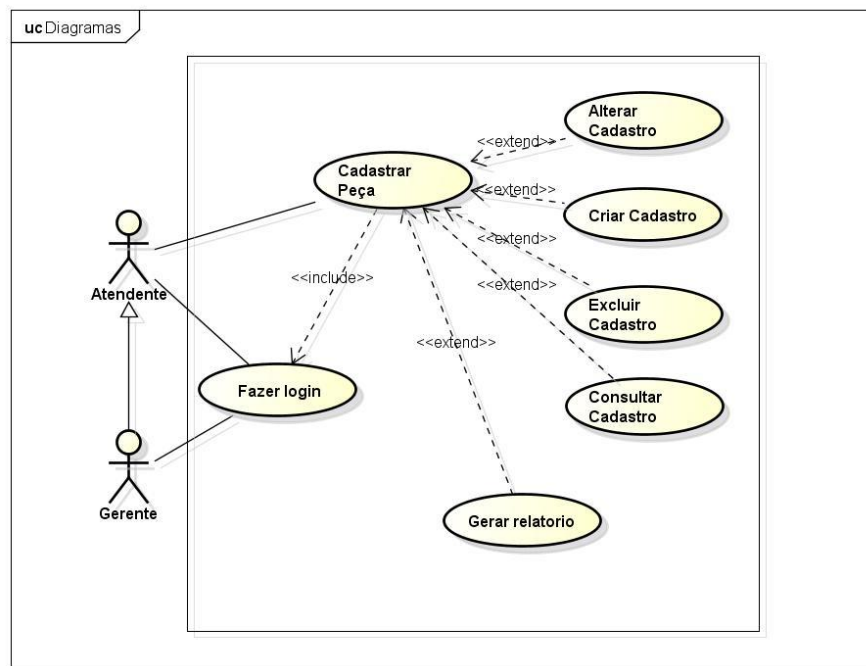 uc Diagramas
Alterar
Cadastro
<<extend>>
Cadastrar
Peça
<<extend>>
Criar Cadastro
<<extend>>
<<include>>
<<extend>>
Atendente
Excluir
Cadastro
<<extend>>
Fazer login
Consultar
Cadastro
Gerente
Gerar relatorio